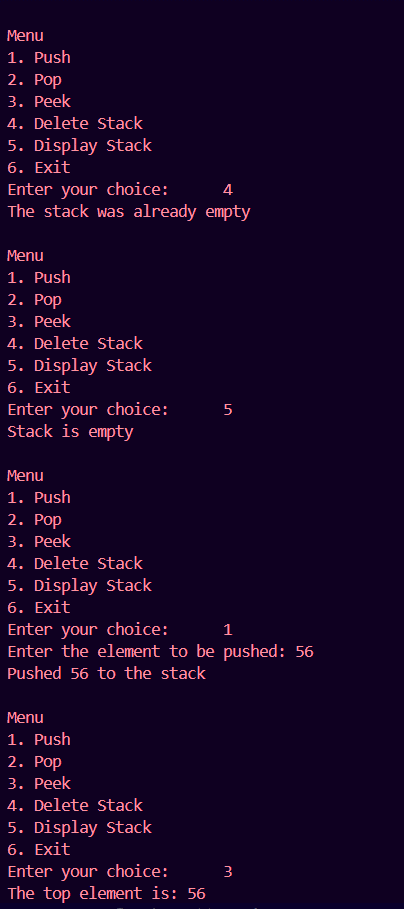 Menu
1. Push
2. Pop
3. Peek
4. Delete Stack
5. Display Stack
6. Exit
Enter your choice:      4
The stack was already empty

Menu
1. Push
2. Pop
3. Peek
4. Delete Stack
5. Display Stack
6. Exit
Enter your choice:      5
Stack is empty

Menu
1. Push
2. Pop
3. Peek
4. Delete Stack
5. Display Stack
6. Exit
Enter your choice:      1
Enter the element to be pushed: 56
Pushed 56 to the stack

Menu
1. Push
2. Pop
3. Peek
4. Delete Stack
5. Display Stack
6. Exit
Enter your choice:      3
The top element is: 56